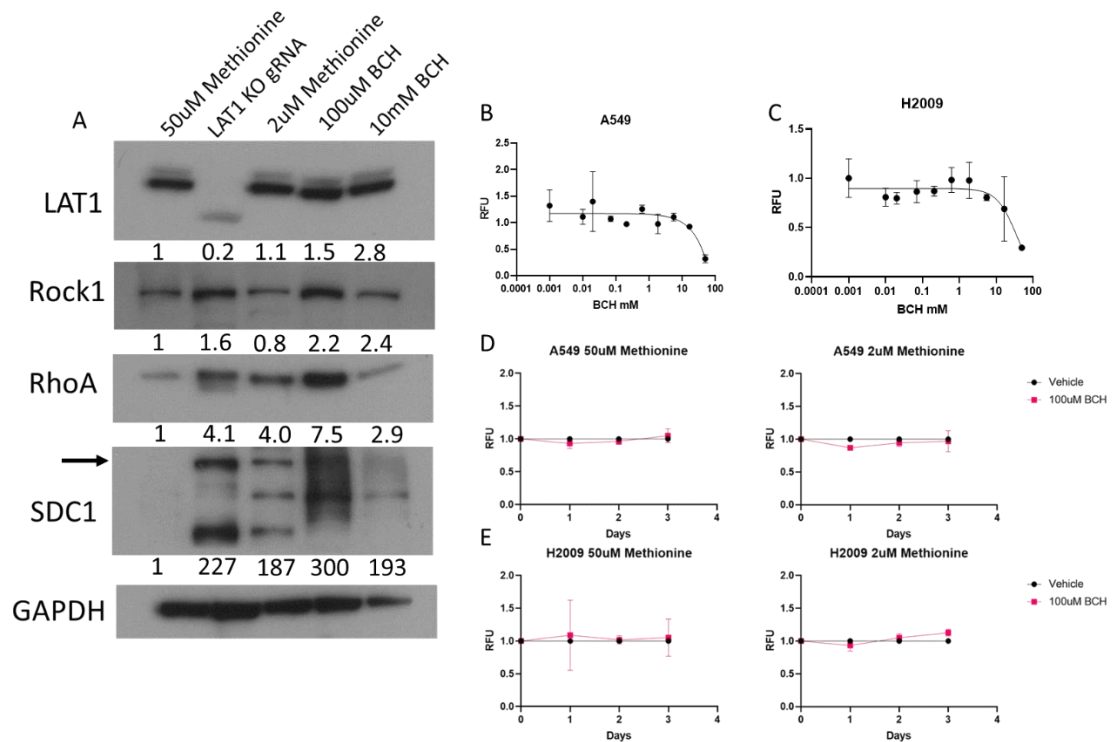 A
50uM Methionine
LAT1 KO gRNA
2uM Methionine
100uM BCH
10mM BCH
LAT1
1 0.2 1.1 1.5 2.8
Rock1
1 1.6 0.8 2.2 2.4
RhoA
1 4.1 4.0 7.5 2.9
SDC1
1 227 187 300 193
GAPDH
B
A549
RFU
2.5
2.0
1.5
1.0
0.5
0.0
0.0001 0.001 0.01 0.1 1 10 100
BCH mM
C
H2009
RFU
1.5
1.0
0.5
0.0
0.0001 0.001 0.01 0.1 1 10 100
BCH mM
D
A549 50uM Methionine
RFU
2.0
1.5
1.0
0.5
0.0
0 1 2 3 4
Days
A549 2uM Methionine
RFU
2.0
1.5
1.0
0.5
0.0
0 1 2 3 4
Days
Vehicle
100uM BCH
E
H2009 50uM Methionine
RFU
2.0
1.5
1.0
0.5
0.0
0 1 2 3 4
Days
H2009 2uM Methionine
RFU
2.0
1.5
1.0
0.5
0.0
0 1 2 3 4
Days
Vehicle
100uM BCH